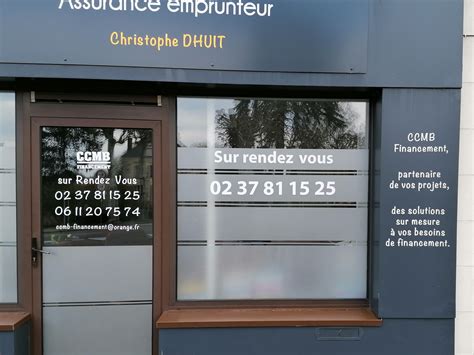 Assurance emprunteur
Christophe DHUIT
CCMB
FINANCEMENT
sur Rendez Vous
02 37 81 15 25
06 11 20 75 74
ccmb-financement@orange.fr
Sur rendez vous
02 37 81 15 25
CCMB
Financement,
partenaire
de vos projets,
des solutions
sur mesure
à vos besoins
de financement.